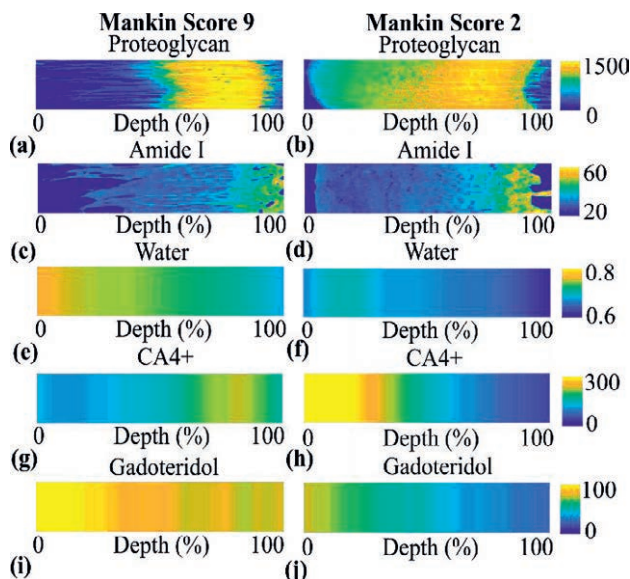 Mankin Score 9 Mankin Score 2
Proteoglycan Proteoglycan
1500
0
0 Depth (%) 100 0 Depth (%) 100
(a) (b)
Amide I Amide I
60
20
0 Depth (%) 100 0 Depth (%) 100
(c) (d)
Water Water
0.8
0.6
0 Depth (%) 100 0 Depth (%) 100
(e) (f)
CA4+ CA4+
300
0
0 Depth (%) 100 0 Depth (%) 100
(g) (h)
Gadoteridol Gadoteridol
100
0
0 Depth (%) 100 0 Depth (%) 100
(i) (j)